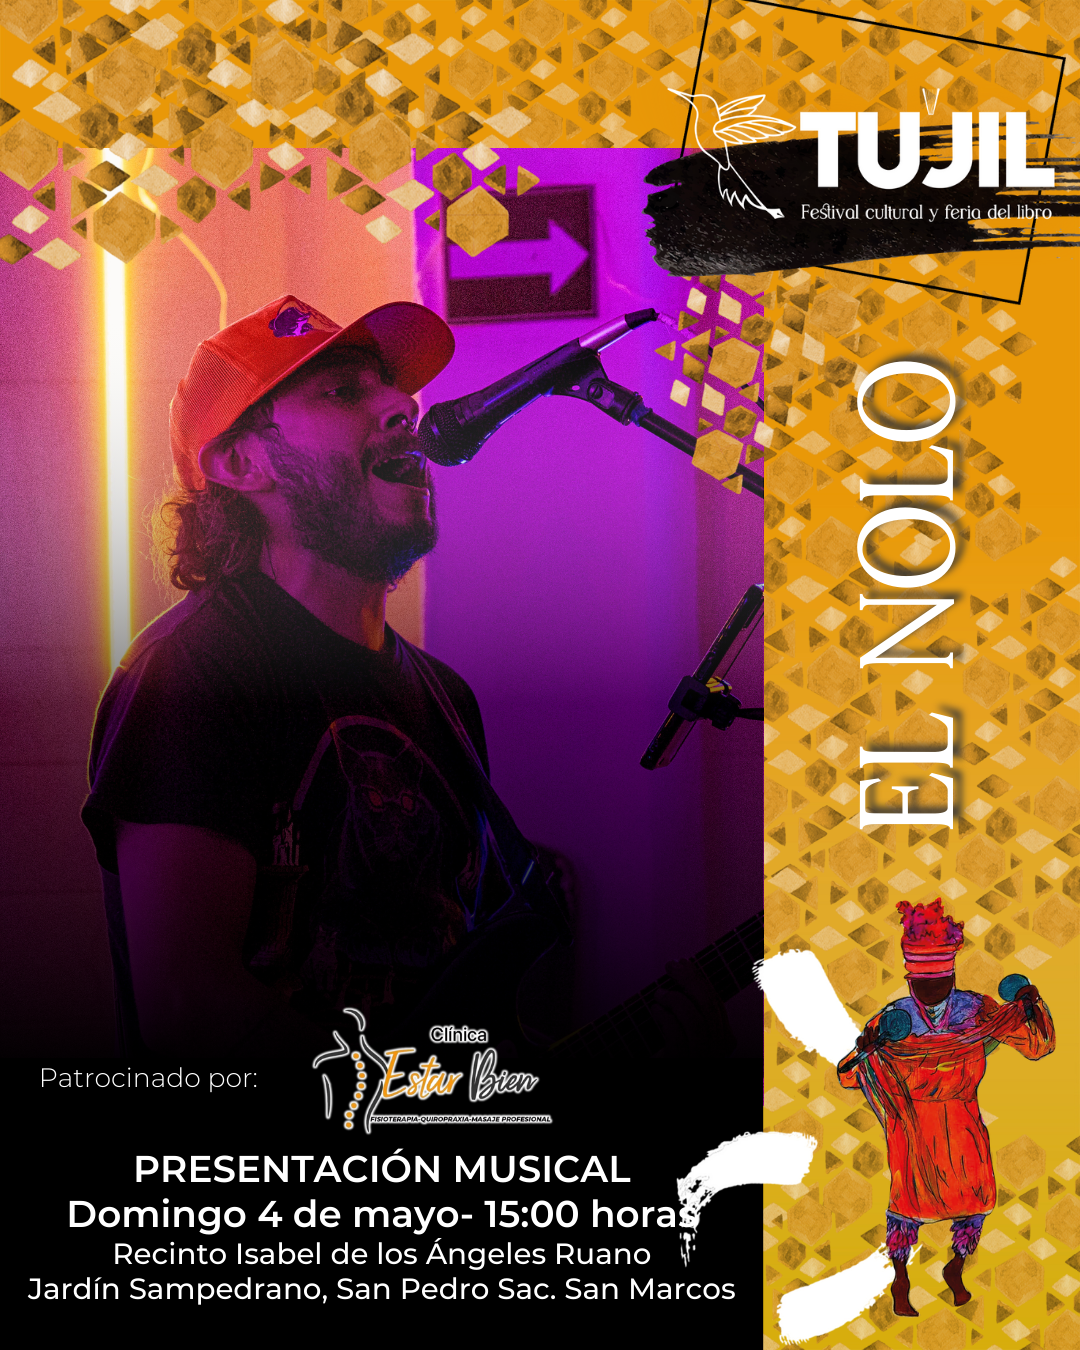 TUJIL
Festival cultural y feria del libro
EL NOLO
Patrocinado por:
Clínica
Estar Bien
FISIOTERAPIA-QUIROPRAXIA-MASAJE PROFESIONAL
PRESENTACIÓN MUSICAL
Domingo 4 de mayo- 15:00 horas
Recinto Isabel de los Ángeles Ruano
Jardín Sampedrano, San Pedro Sac. San Marcos